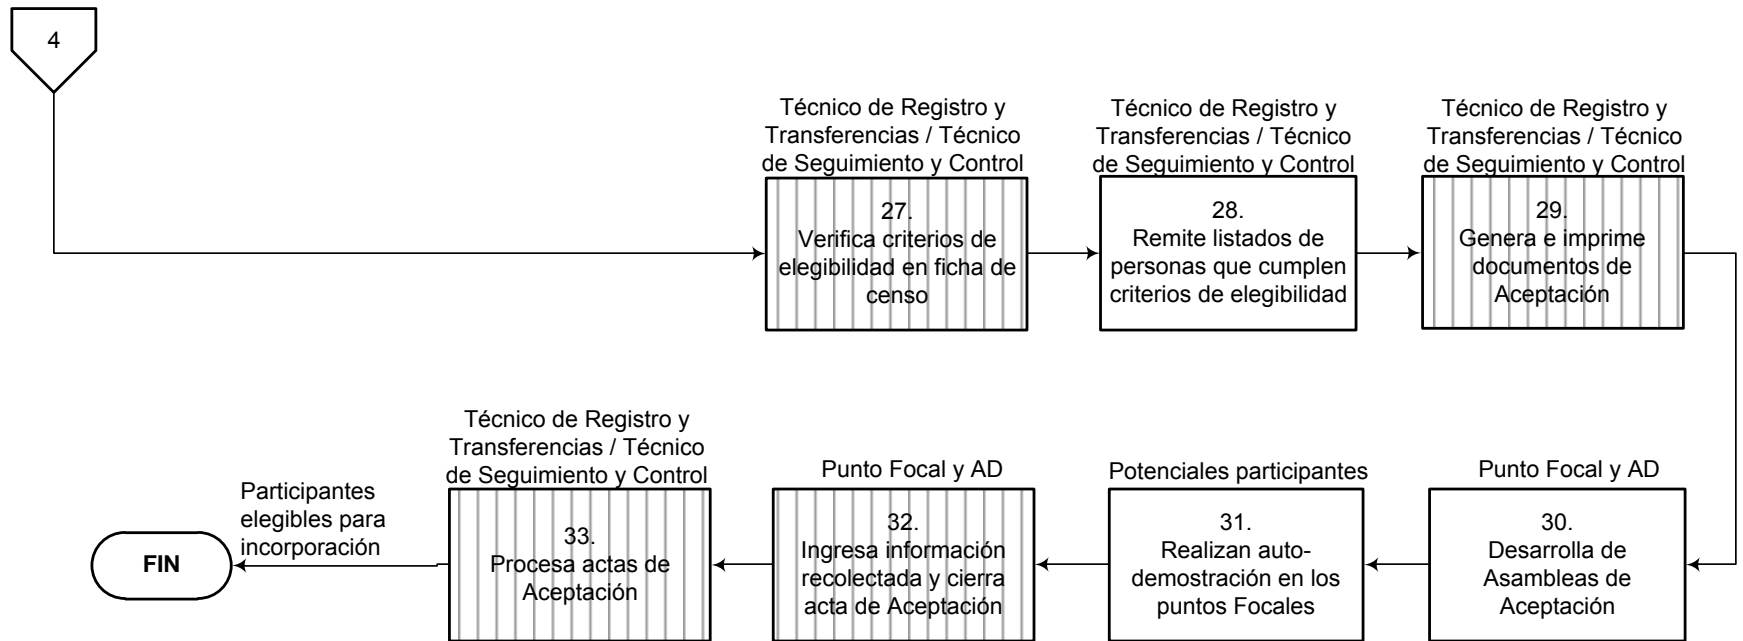 4
Técnico de Registro y
Transferencias / Técnico
de Seguimiento y Control
27.
Verifica criterios de
elegibilidad en ficha de
censo
Técnico de Registro y
Transferencias / Técnico
de Seguimiento y Control
28.
Remite listados de
personas que cumplen
criterios de elegibilidad
Técnico de Registro y
Transferencias / Técnico
de Seguimiento y Control
29.
Genera e imprime
documentos de
Aceptación
Punto Focal y AD
30.
Desarrolla de
Asambleas de
Aceptación
Potenciales participantes
31.
Realizan auto-
demostración en los
puntos Focales
Punto Focal y AD
32.
Ingresa información
recolectada y cierra
acta de Aceptación
Técnico de Registro y
Transferencias / Técnico
de Seguimiento y Control
33.
Procesa actas de
Aceptación
Participantes
elegibles para
incorporación
FIN